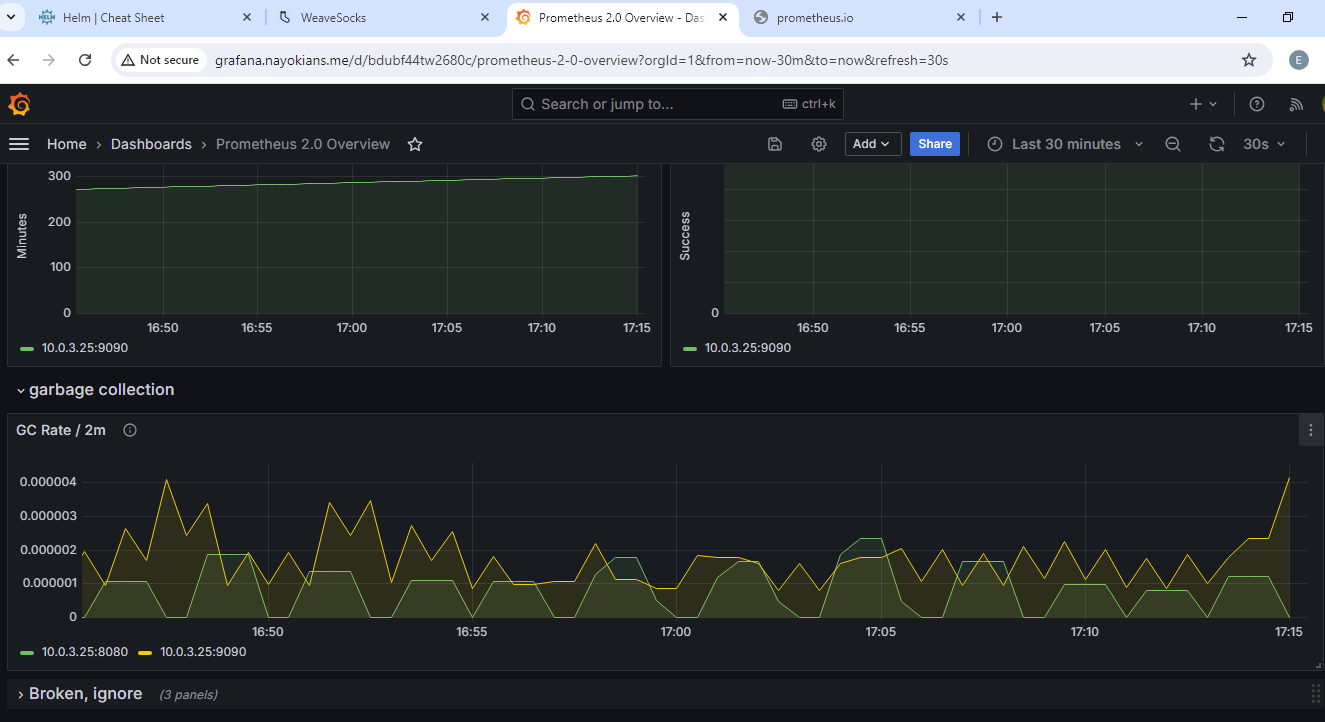 HELM Helm | Cheat Sheet
WeaveSocks
Prometheus 2.0 Overview - Das
prometheus.io
Not secure
grafana.nayokians.me/d/bdubf44tw2680c/prometheus-2-0-overview?orgId=1&from=now-30m&to=now&refresh=30s
E
Search or jump to...
ctrl+k
Home › Dashboards › Prometheus 2.0 Overview
Add
Share
Last 30 minutes
30s
Minutes
300
200
100
0
16:50 16:55 17:00 17:05 17:10 17:15
10.0.3.25:9090
Success
0
16:50 16:55 17:00 17:05 17:10 17:15
10.0.3.25:9090
garbage collection
GC Rate / 2m
0.000004
0.000003
0.000002
0.000001
0
16:50 16:55 17:00 17:05 17:10 17:15
10.0.3.25:8080 10.0.3.25:9090
Broken, ignore (3 panels)